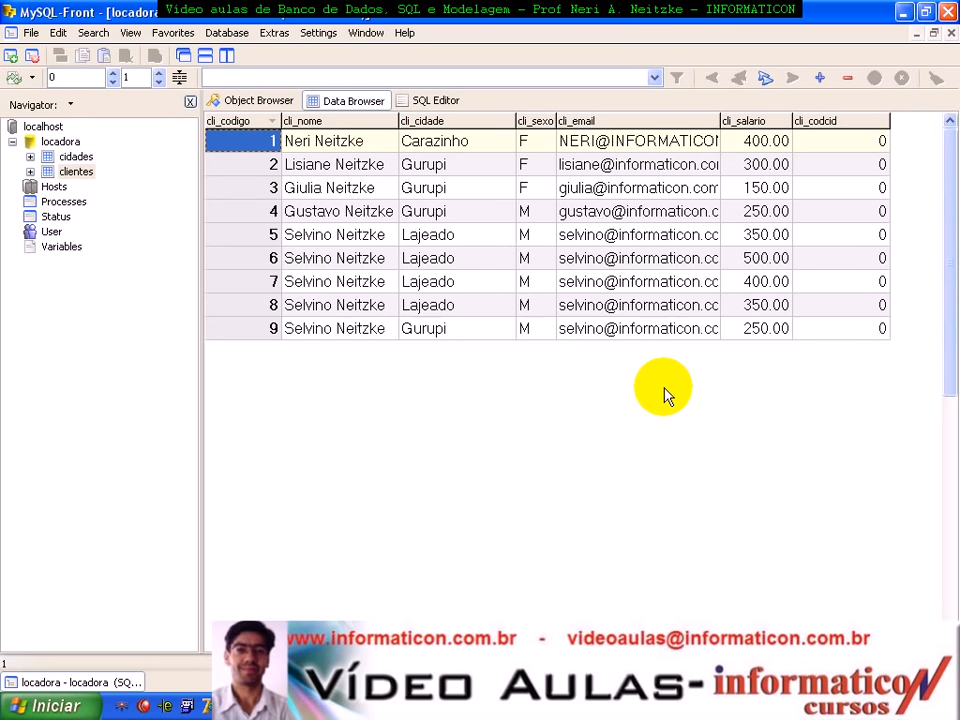 MySQL-Front - [locadora
Vídeo aulas de Banco de Dados, SQL e Modelagem – Prof Neri A. Neitzke – INFORMATICON
File Edit Search View Favorites Database Extras Settings Window Help
0 1
Navigator:
Object Browser Data Browser SQL Editor
localhost
locadora
cidades
clientes
Hosts
Processes
Status
User
Variables
cli_codigo cli_nome cli_cidade cli_sexo cli_email cli_salario cli_codcid
1 Neri Neitzke Carazinho F NERI@INFORMATICON 400.00 0
2 Lisiane Neitzke Gurupi F lisiane@informaticon.co 300.00 0
3 Giulia Neitzke Gurupi F giulia@informaticon.com 150.00 0
4 Gustavo Neitzke Gurupi M gustavo@informaticon.c 250.00 0
5 Selvino Neitzke Lajeado M selvino@informaticon.cc 350.00 0
6 Selvino Neitzke Lajeado M selvino@informaticon.cc 500.00 0
7 Selvino Neitzke Lajeado M selvino@informaticon.cc 400.00 0
8 Selvino Neitzke Lajeado M selvino@informaticon.cc 350.00 0
9 Selvino Neitzke Gurupi M selvino@informaticon.cc 250.00 0
www.informaticon.com.br - videoaulas@informaticon.com.br
Vídeo Aulas- informaticon
cursos
1
locadora - locadora (SQ...
Iniciar